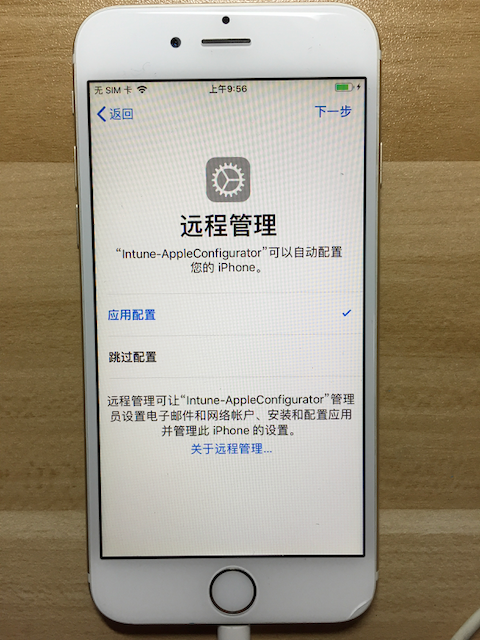 无 SIM 卡 上午9:56
返回 下一步
远程管理
“Intune-AppleConfigurator”可以自动配置
您的 iPhone。
应用配置
跳过配置
远程管理可让“Intune-AppleConfigurator”管理
员设置电子邮件和网络帐户、安装和配置应用
并管理此 iPhone 的设置。
关于远程管理...